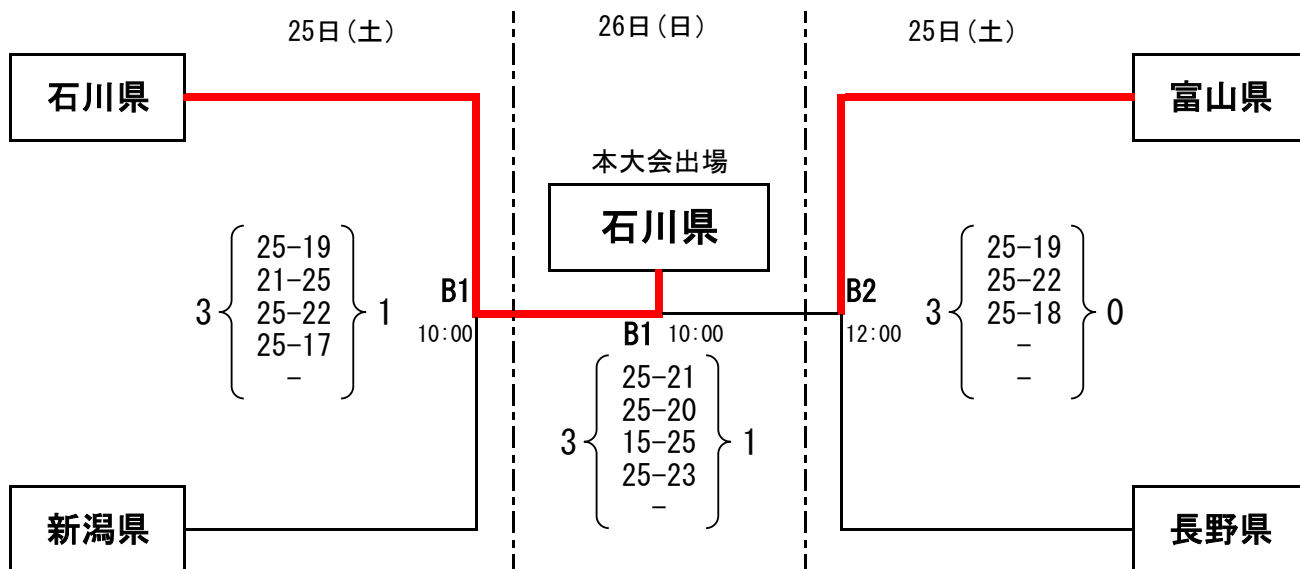 25日(土)
26日(日)
25日(土)
石川県
富山県
本大会出場
石川県
25-19
21-25
3 25-22 1
25-17
-
B1
10:00
B1 10:00
25-21
25-20
3 15-25 1
25-23
-
B2
12:00
25-19
25-22
3 25-18 0
-
-
新潟県
長野県